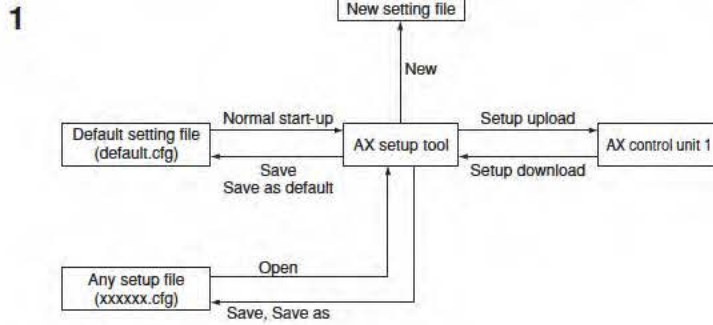 1
New setting file
New
Normal start-up
Setup upload
Default setting file
(default.cfg)
AX setup tool
AX control unit 1
Save
Save as default
Setup download
Open
Any setup file
(xxxxxx.cfg)
Save, Save as